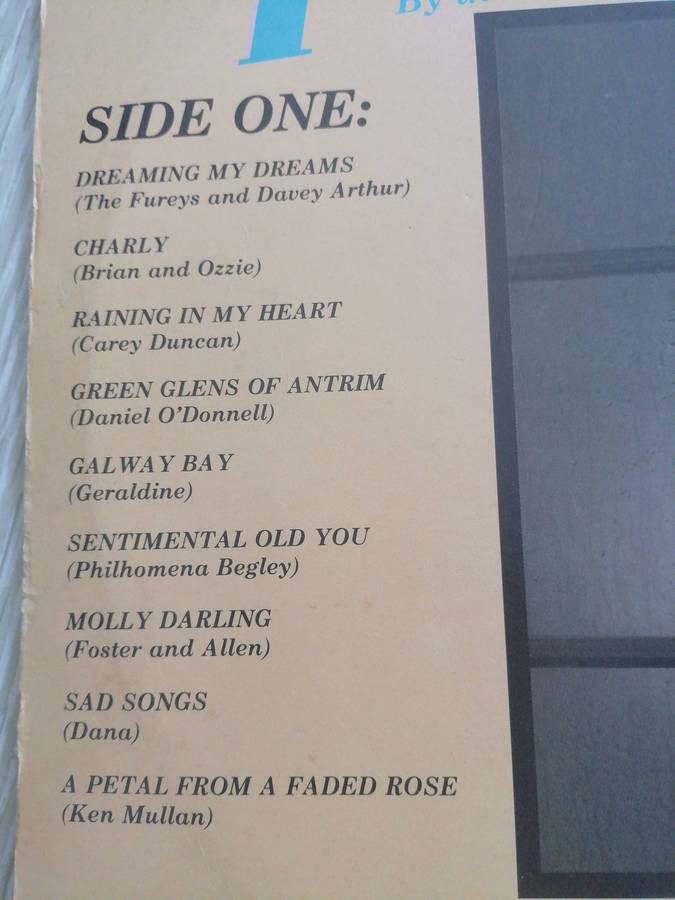 By
SIDE ONE:
DREAMING MY DREAMS
(The Fureys and Davey Arthur)
CHARLY
(Brian and Ozzie)
RAINING IN MY HEART
(Carey Duncan)
GREEN GLENS OF ANTRIM
(Daniel O'Donnell)
GALWAY BAY
(Geraldine)
SENTIMENTAL OLD YOU
(Philhomena Begley)
MOLLY DARLING
(Foster and Allen)
SAD SONGS
(Dana)
A PETAL FROM A FADED ROSE
(Ken Mullan)